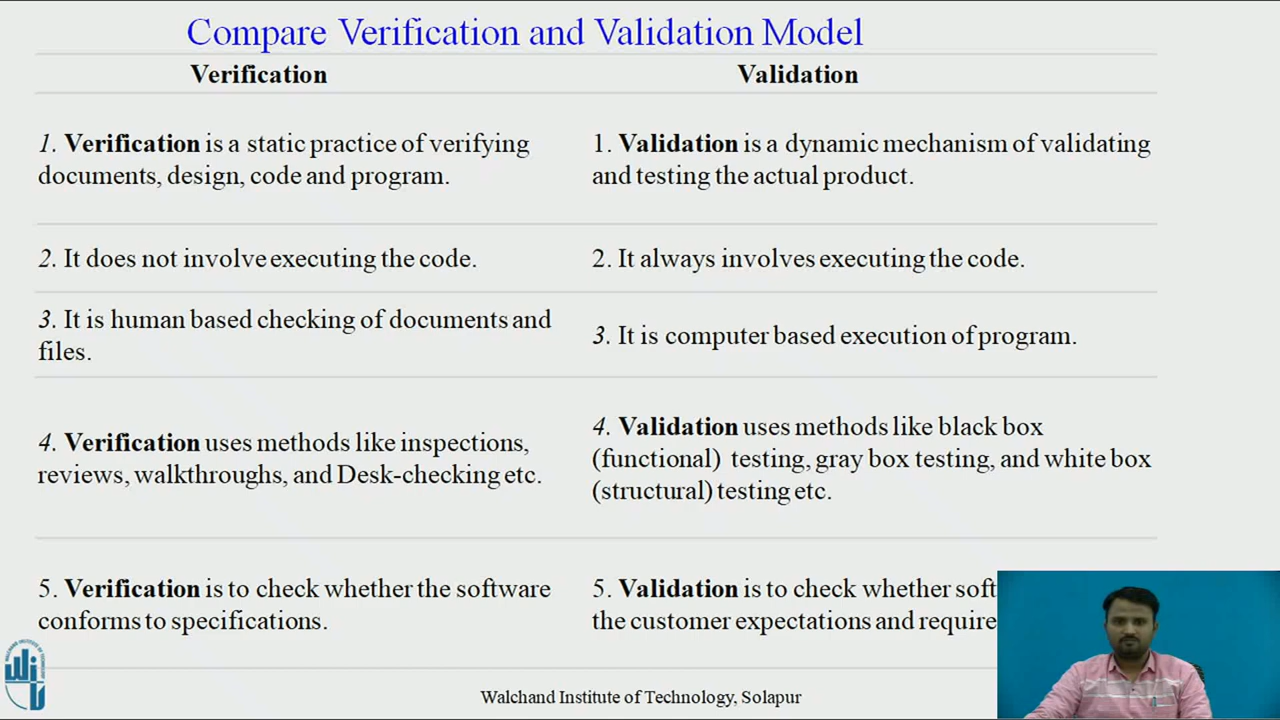 Compare Verification and Validation Model
Verification
Validation
1. Verification is a static practice of verifying
documents, design, code and program.
1. Validation is a dynamic mechanism of validating
and testing the actual product.
2. It does not involve executing the code.
2. It always involves executing the code.
3. It is human based checking of documents and
files.
3. It is computer based execution of program.
4. Verification uses methods like inspections,
reviews, walkthroughs, and Desk-checking etc.
4. Validation uses methods like black box
(functional) testing, gray box testing, and white box
(structural) testing etc.
5. Verification is to check whether the software
conforms to specifications.
5. Validation is to check whether
the customer expectations and
Walchand Institute of Technology, Solapur